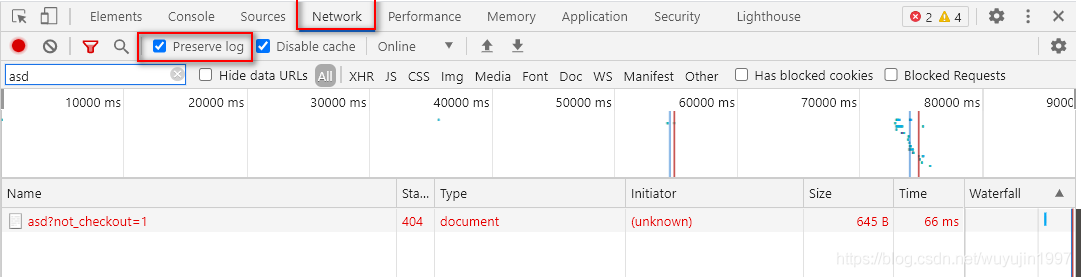 Elements Console Sources Network Performance Memory Application Security Lighthouse 2 4
Preserve log Disable cache Online
asd Hide data URLs All XHR JS CSS Img Media Font Doc WS Manifest Other Has blocked cookies Blocked Requests
10000 ms 20000 ms 30000 ms 40000 ms 50000 ms 60000 ms 70000 ms 80000 ms 9000
Name Sta... Type Initiator Size Time Waterfall
asd?not_checkout=1 404 document (unknown) 645 B 66 ms
https://blog.csdn.net/wuyujin1997